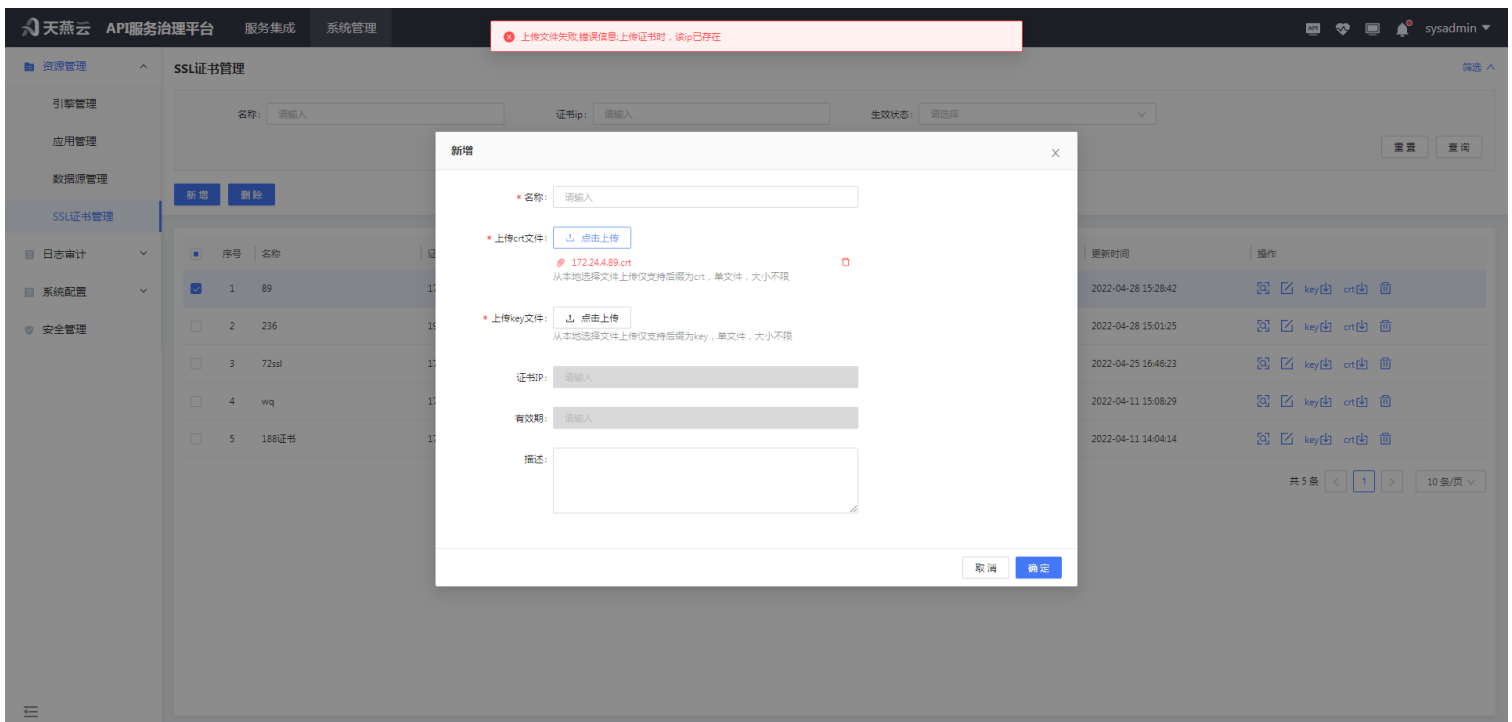 天燕云 API服务治理平台 服务集成 系统管理 sysadmin
上传文件失败,错误信息:上传证书时，该ip已存在
资源管理
引擎管理
应用管理
数据源管理
SSL证书管理
日志审计
系统配置
安全管理
SSL证书管理 筛选
名称: 请输入 证书ip: 请输入 生效状态: 请选择
重置 查询
新增 删除
序号 名称 证 更新时间 操作
1 89 17 2022-04-28 15:28:42 key crt
2 236 19 2022-04-28 15:01:25 key crt
3 72ssl 17 2022-04-25 16:46:23 key crt
4 wq 17 2022-04-11 15:08:29 key crt
5 188证书 17 2022-04-11 14:04:14 key crt
共 5 条 < 1 > 10 条/页
新增
* 名称: 请输入
* 上传crt文件: 点击上传
172.24.4.89.crt
从本地选择文件上传仅支持后缀为crt，单文件，大小不限
* 上传key文件: 点击上传
从本地选择文件上传仅支持后缀为key，单文件，大小不限
证书IP: 请输入
有效期: 请输入
描述:
取消 确定